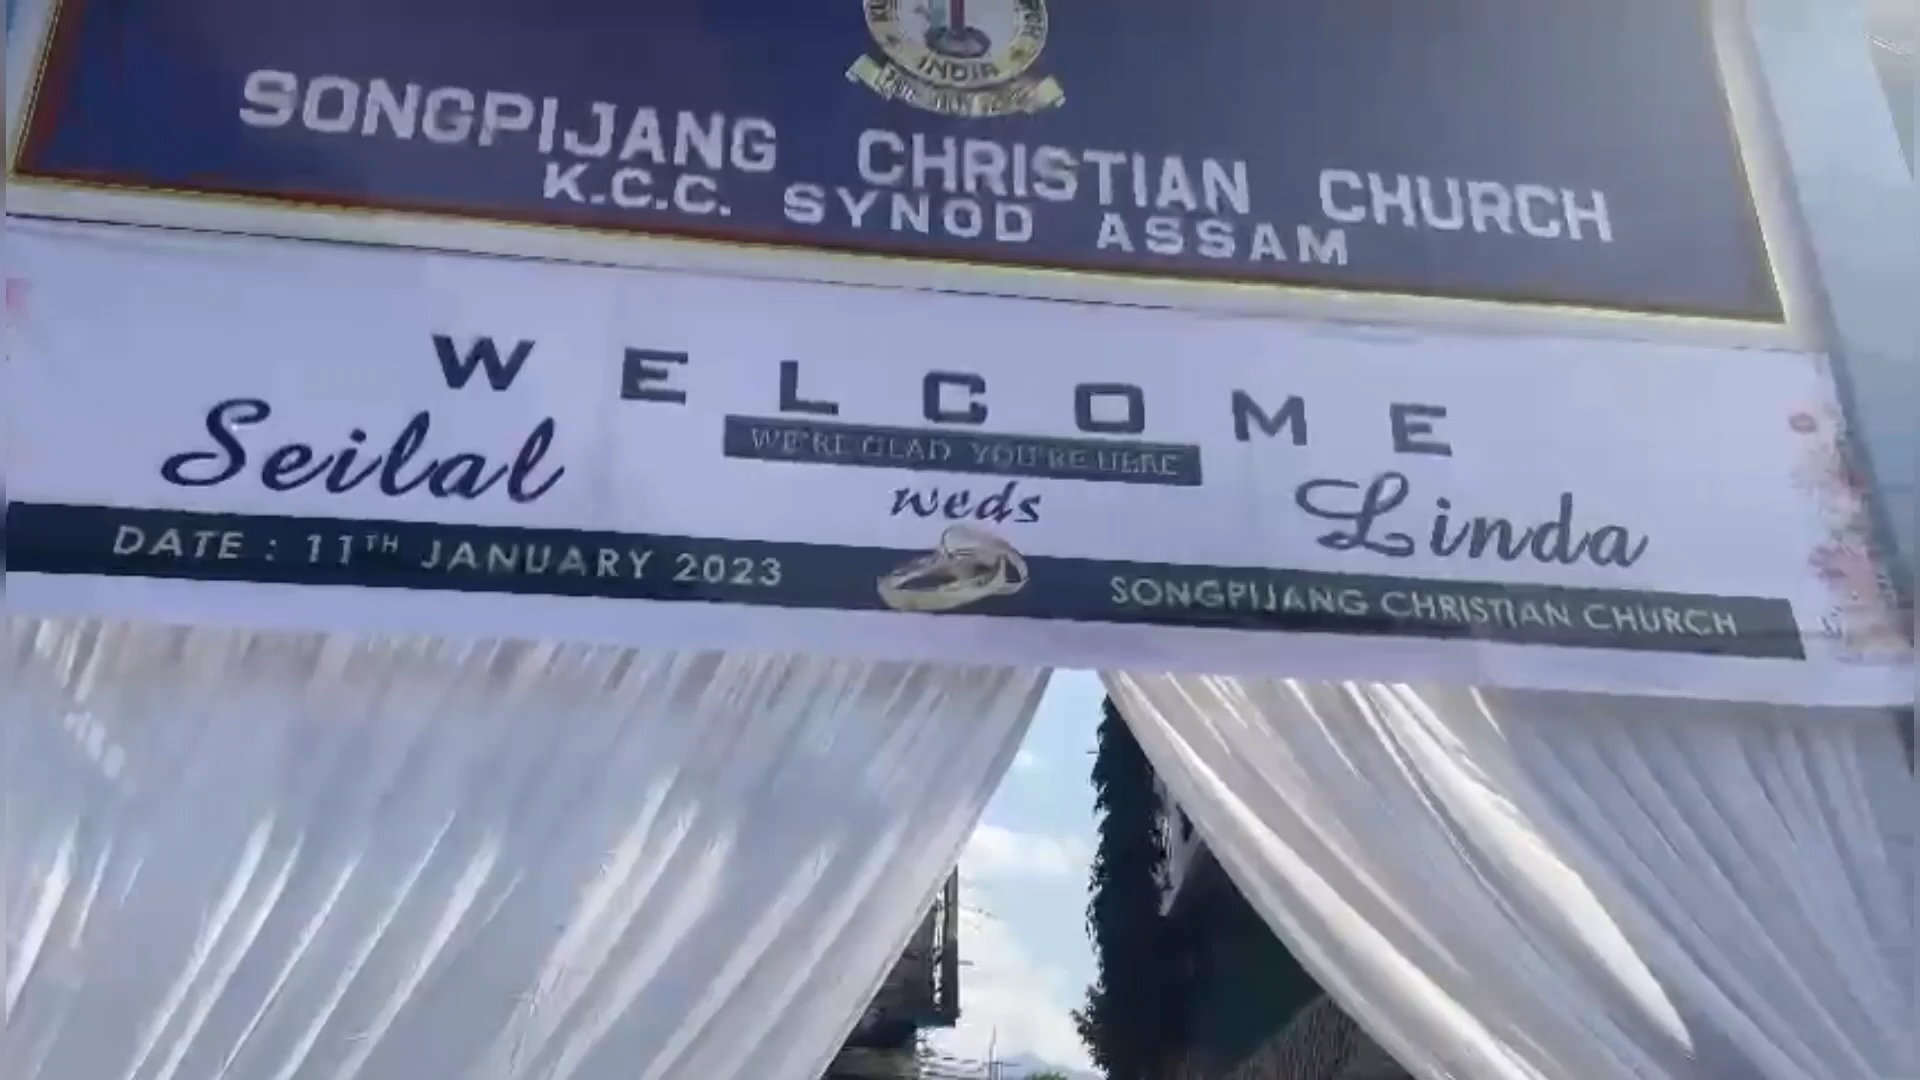 INDIA
SONGPIJANG CHRISTIAN CHURCH
K.C.C. SYNOD ASSAM
WELCOME
WE'RE GLAD YOU'RE HERE
Seilal weds Linda
DATE : 11TH JANUARY 2023
SONGPIJANG CHRISTIAN CHURCH